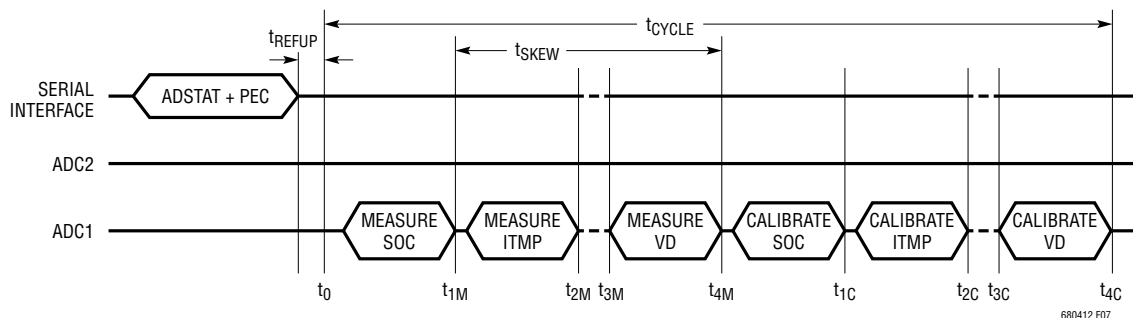 tCYCLE
tREFUP
tSKEW
SERIAL
INTERFACE
ADSTAT + PEC
ADC2
ADC1
MEASURE
SOC
MEASURE
ITMP
MEASURE
VD
CALIBRATE
SOC
CALIBRATE
ITMP
CALIBRATE
VD
t0 t1M t2M t3M t4M t1C t2C t3C t4C
680412 F07